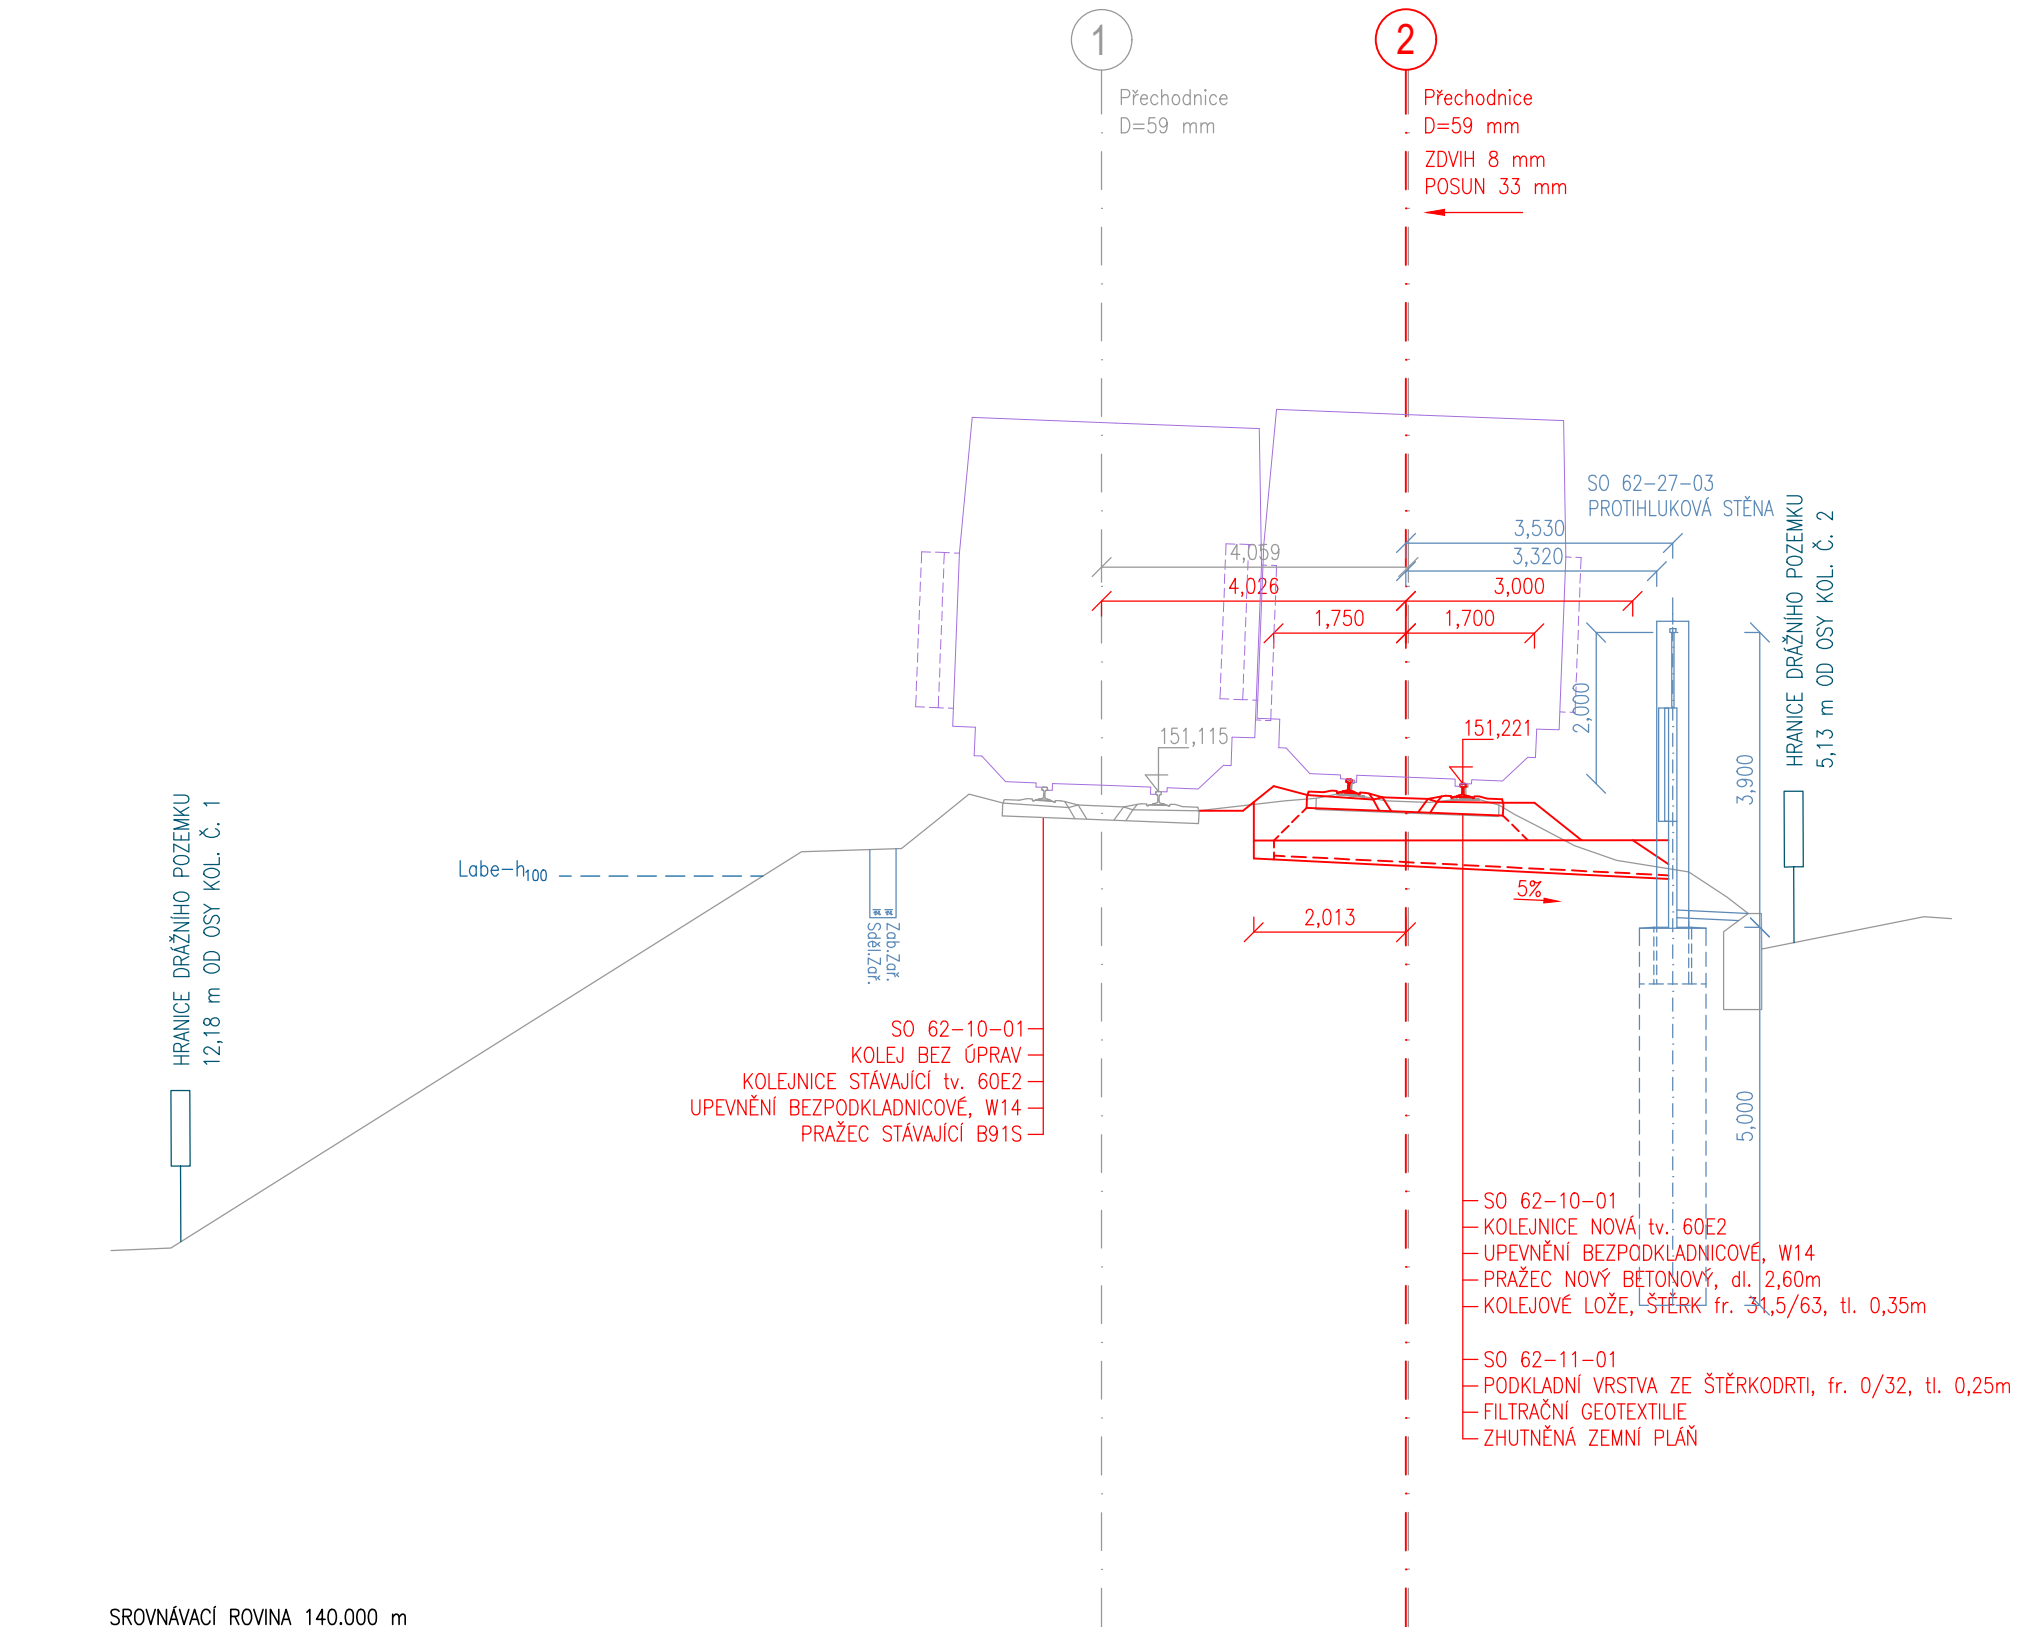 1
2
Přechodnice
D=59 mm
Přechodnice
D=59 mm
ZDVIH 8 mm
POSUN 33 mm
SO 62-27-03
PROTIHLUKOVÁ STĚNA
3,530
4,059
3,320
4,026
3,000
1,750
1,700
2,000
3,900
5,000
151,115
151,221
HRANICE DRÁŽNÍHO POZEMKU
5,13 m OD OSY KOL. Č. 2
HRANICE DRÁŽNÍHO POZEMKU
12,18 m OD OSY KOL. Č. 1
Labe-h100
Zab.Zař.
Sděl.Zař.
5%
2,013
SO 62-10-01
KOLEJ BEZ ÚPRAV
KOLEJNICE STÁVAJÍCÍ tv. 60E2
UPEVNĚNÍ BEZPODKLADNICOVÉ, W14
PRAŽEC STÁVAJÍCÍ B91S
SO 62-10-01
KOLEJNICE NOVÁ tv. 60E2
UPEVNĚNÍ BEZPODKLADNICOVÉ, W14
PRAŽEC NOVÝ BETONOVÝ, dl. 2,60m
KOLEJOVÉ LOŽE, ŠTĚRK fr. 31,5/63, tl. 0,35m
SO 62-11-01
PODKLADNÍ VRSTVA ZE ŠTĚRKODRTI, fr. 0/32, tl. 0,25m
FILTRAČNÍ GEOTEXTILIE
ZHUTNĚNÁ ZEMNÍ PLÁŇ
SROVNÁVACÍ ROVINA 140.000 m